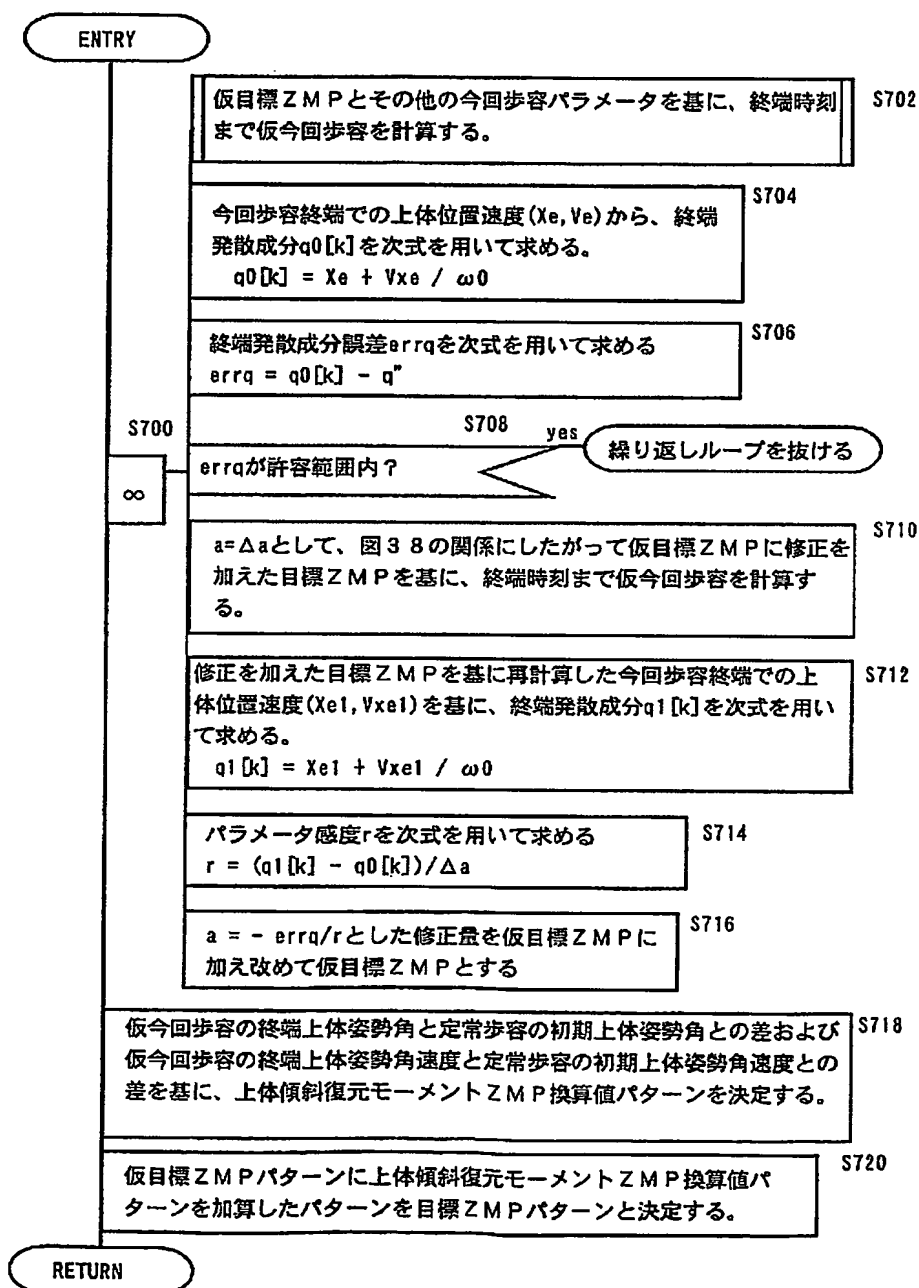 ENTRY
仮目標ZMPとその他の今回歩容パラメータを基に、終端時刻
まで仮今回歩容を計算する。
S702
今回歩容終端での上体位置速度(Xe,Ve)から、終端
発散成分q0[k]を次式を用いて求める。
q0[k] = Xe + Vxe / ω0
S704
終端発散成分誤差errqを次式を用いて求める
errq = q0[k] - q"
S706
S700
∞
S708
errqが許容範囲内?
yes
繰り返しループを抜ける
a=Δaとして、図38の関係にしたがって仮目標ZMPに修正を
加えた目標ZMPを基に、終端時刻まで仮今回歩容を計算す
る。
S710
修正を加えた目標ZMPを基に再計算した今回歩容終端での上
体位置速度(Xe1,Vxe1)を基に、終端発散成分q1[k]を次式を用い
て求める。
q1[k] = Xe1 + Vxe1 / ω0
S712
パラメータ感度rを次式を用いて求める
r = (q1[k] - q0[k])/Δa
S714
a = - errq/rとした修正量を仮目標ZMPに
加え改めて仮目標ZMPとする
S716
仮今回歩容の終端上体姿勢角と定常歩容の初期上体姿勢角との差および
仮今回歩容の終端上体姿勢角速度と定常歩容の初期上体姿勢角速度との
差を基に、上体傾斜復元モーメントZMP換算値パターンを決定する。
S718
仮目標ZMPパターンに上体傾斜復元モーメントZMP換算値パ
ターンを加算したパターンを目標ZMPパターンと決定する。
S720
RETURN